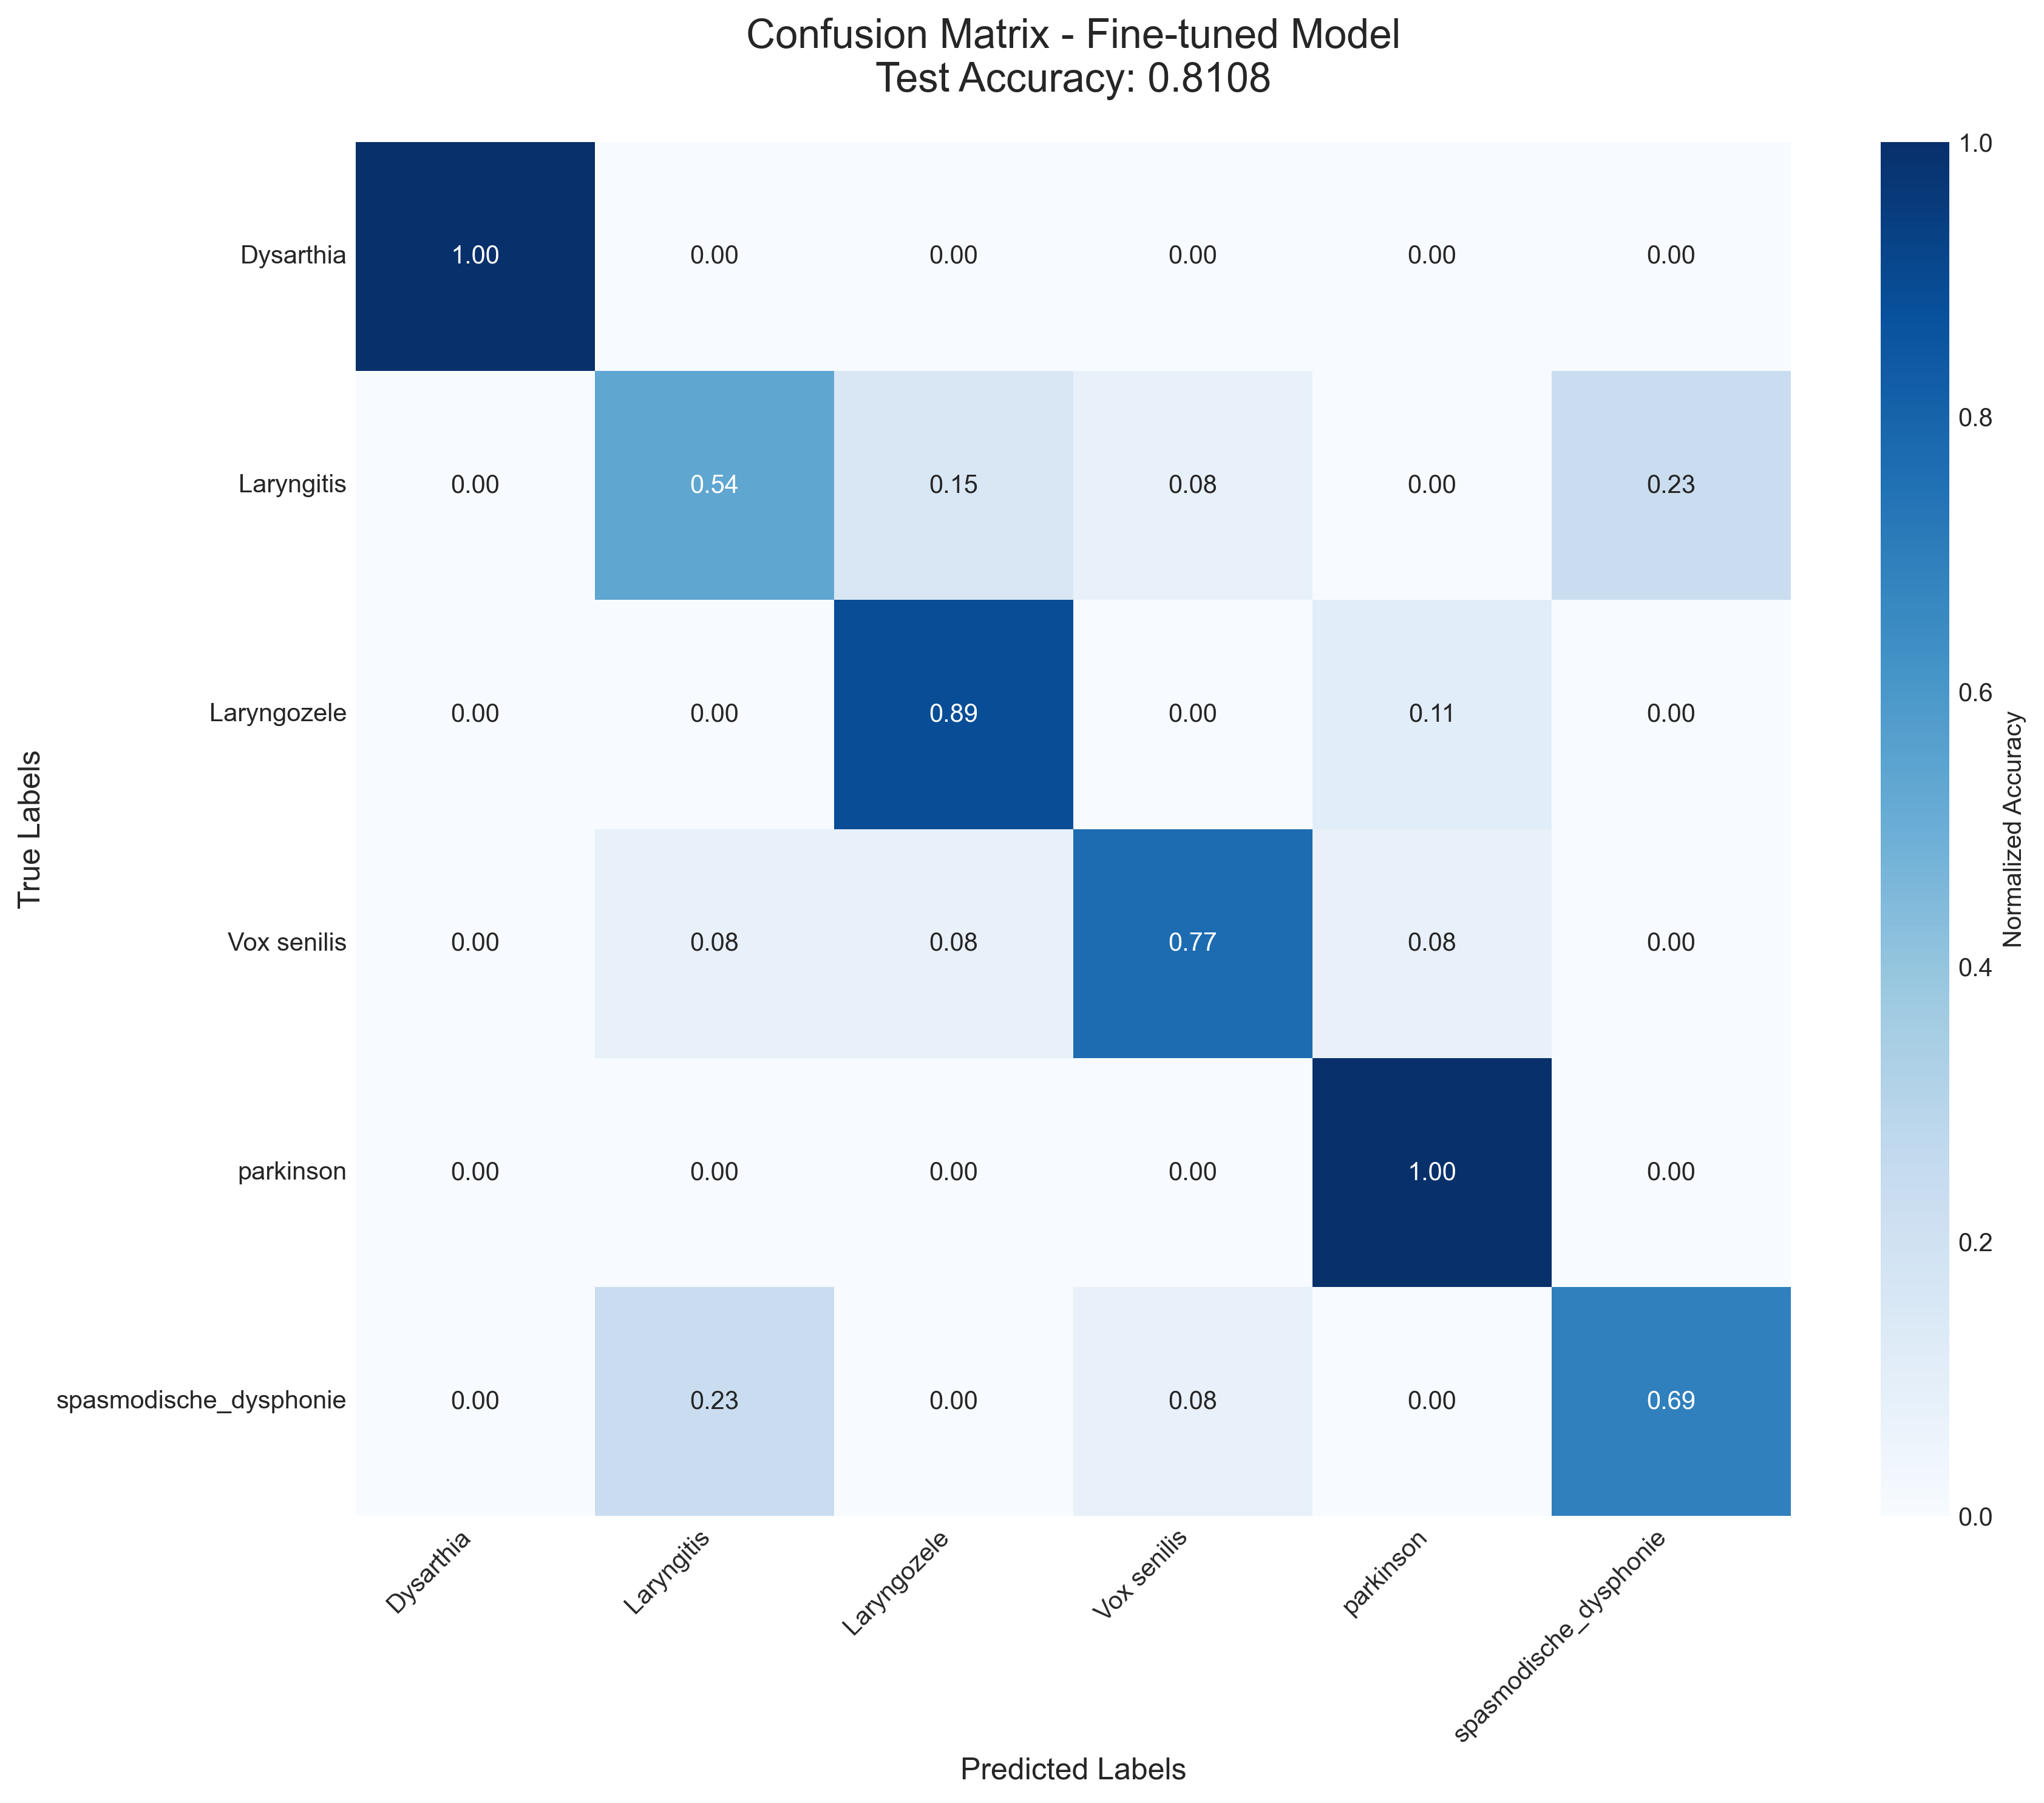 Confusion Matrix - Fine-tuned Model
Test Accuracy: 0.8108
True Labels
Dysarthia 1.00 0.00 0.00 0.00 0.00 0.00
Laryngitis 0.00 0.54 0.15 0.08 0.00 0.23
Laryngozele 0.00 0.00 0.89 0.00 0.11 0.00
Vox senilis 0.00 0.08 0.08 0.77 0.08 0.00
parkinson 0.00 0.00 0.00 0.00 1.00 0.00
spasmodische_dysphonie 0.00 0.23 0.00 0.08 0.00 0.69
Dysarthia Laryngitis Laryngozele Vox senilis parkinson spasmodische_dysphonie
Predicted Labels
1.0
0.8
0.6
0.4
0.2
0.0
Normalized Accuracy